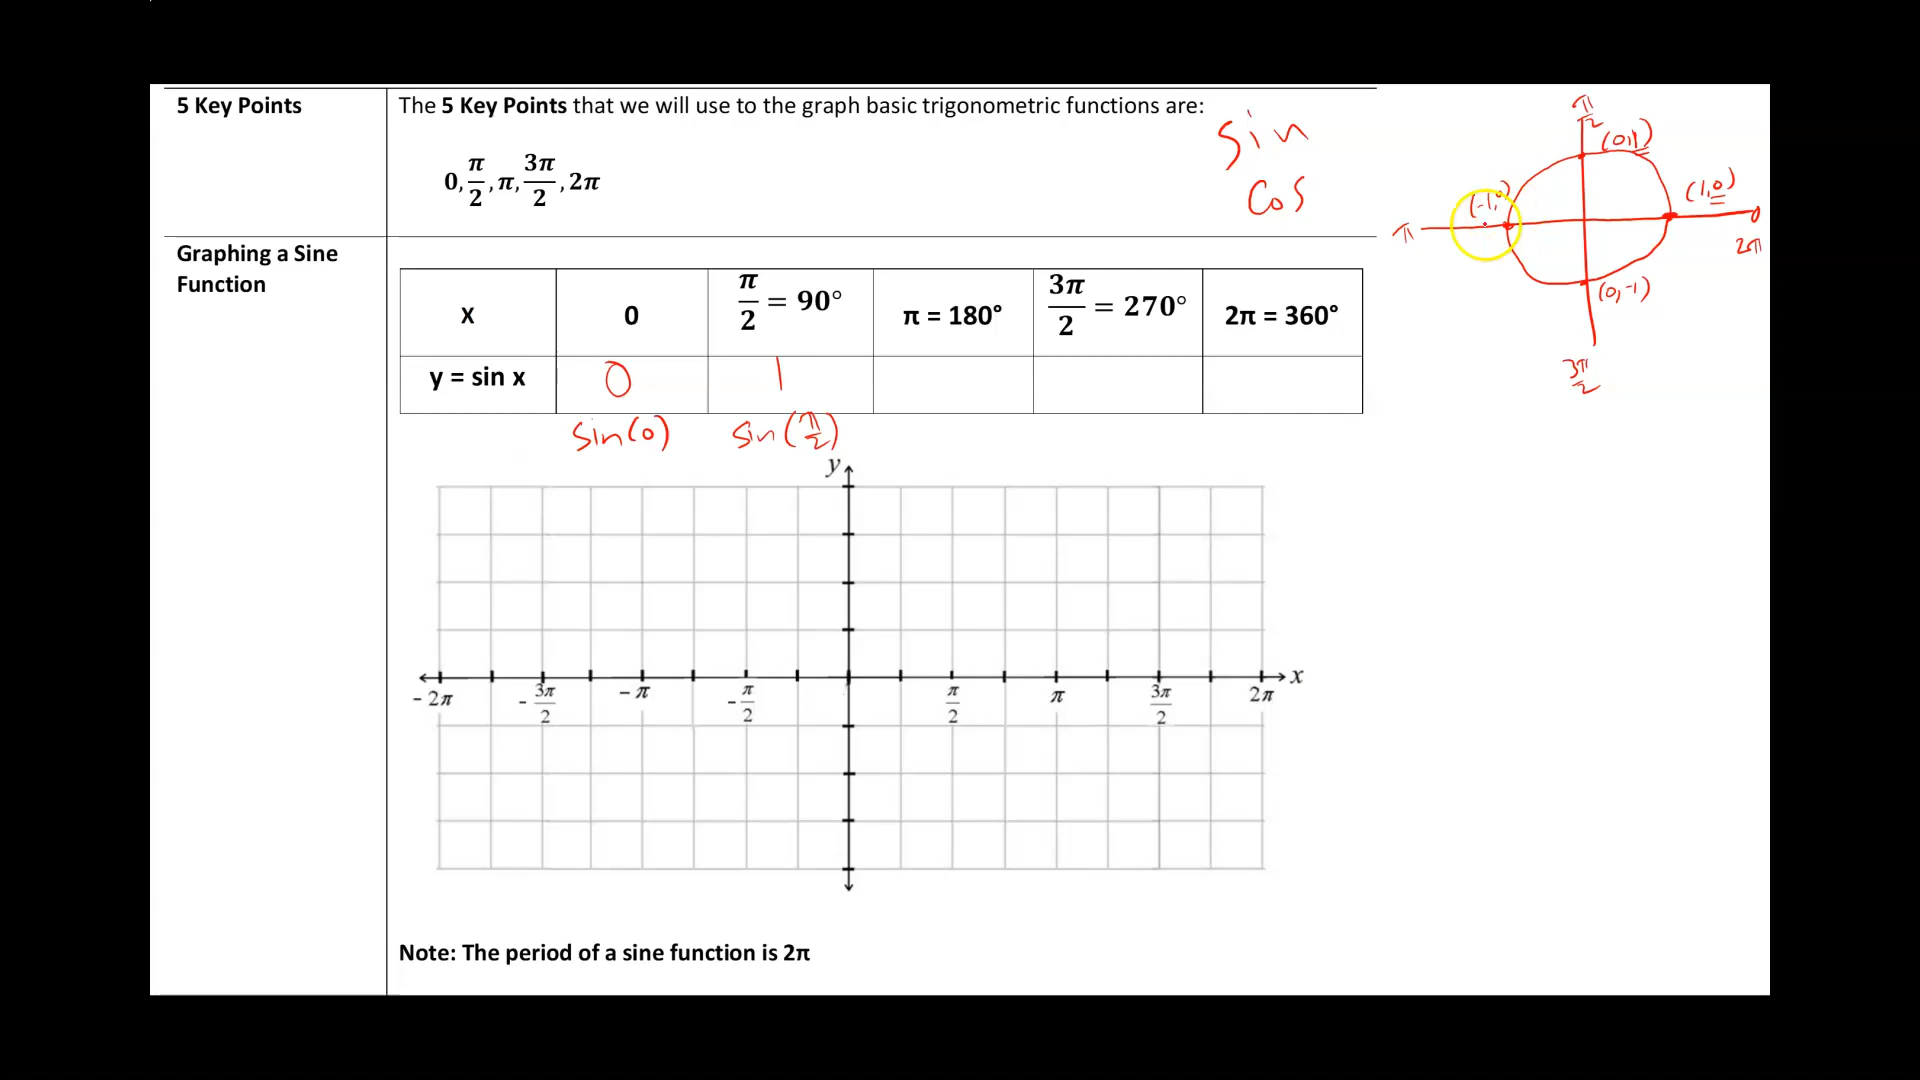 5 Key Points
The 5 Key Points that we will use to the graph basic trigonometric functions are:
0, π/2, π, 3π/2, 2π
sin
cos
π/2
(0,1)
(-1,0)
(1,0)
π
0
2π
(0,-1)
3π/2
Graphing a Sine
Function
x 0 π/2 = 90° π = 180° 3π/2 = 270° 2π = 360°
y = sin x 0 1
sin(0) sin(π/2)
y
x
-2π -3π/2 -π -π/2 π/2 π 3π/2 2π
Note: The period of a sine function is 2π